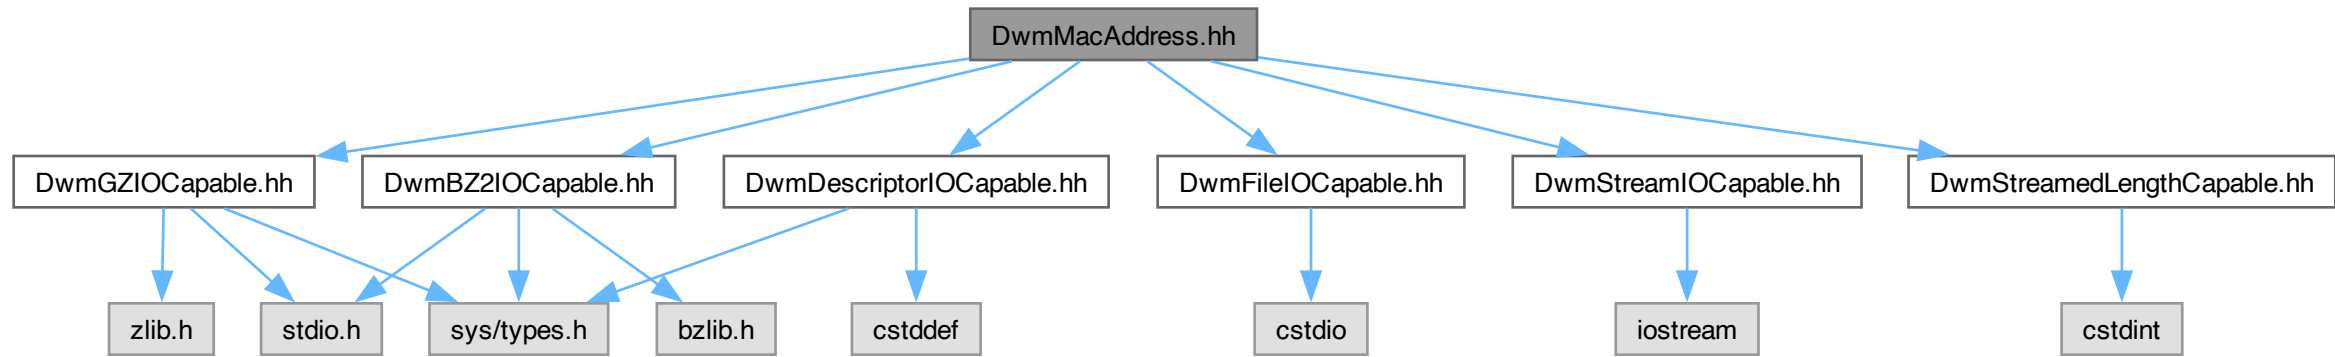 DwmMacAddress.hh
DwmGZIOCapable.hh
DwmBZ2IOCapable.hh
DwmDescriptorIOCapable.hh
DwmFileIOCapable.hh
DwmStreamIOCapable.hh
DwmStreamedLengthCapable.hh
zlib.h
stdio.h
sys/types.h
bzlib.h
cstddef
cstdio
iostream
cstdint